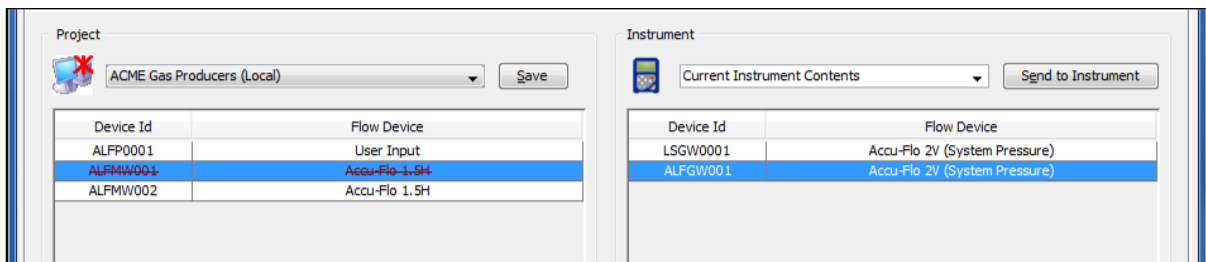 Project
ACME Gas Producers (Local) Save
Device Id Flow Device
ALFP0001 User Input
ALFMW001 Accu-Flo 1.5H
ALFMW002 Accu-Flo 1.5H
Instrument
Current Instrument Contents Send to Instrument
Device Id Flow Device
LSGW0001 Accu-Flo 2V (System Pressure)
ALFGW001 Accu-Flo 2V (System Pressure)